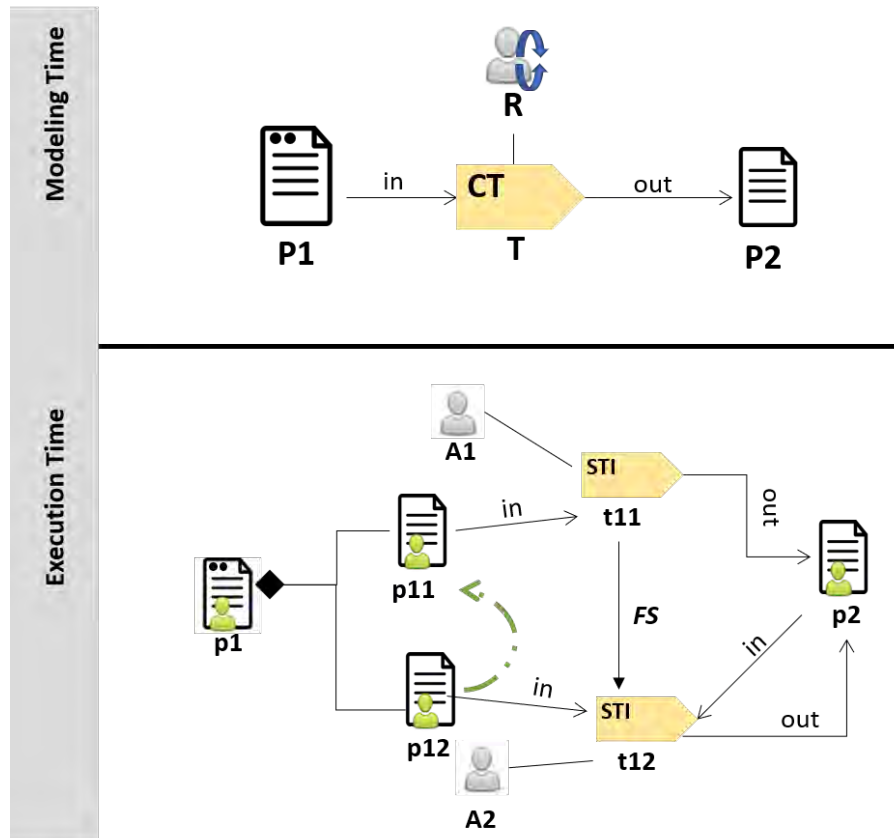 Modeling Time
R
in
CT
out
P1
T
P2
Execution Time
A1
STI
in
t11
out
p11
p1
FS
p2
in
in
STI
out
p12
t12
A2